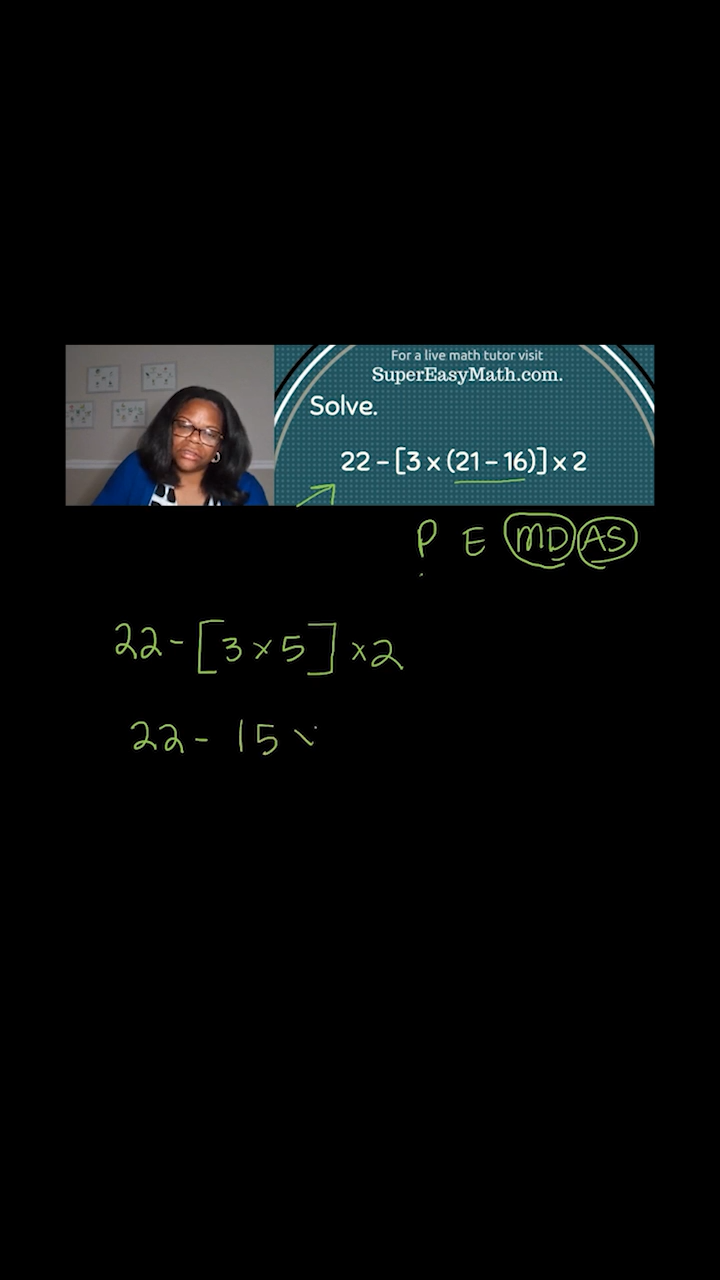 For a live math tutor visit
SuperEasyMath.com.
Solve.
22 – [3 x (21 – 16)] x 2
P E MD AS
22 - [3 x 5] x 2
22 - 15